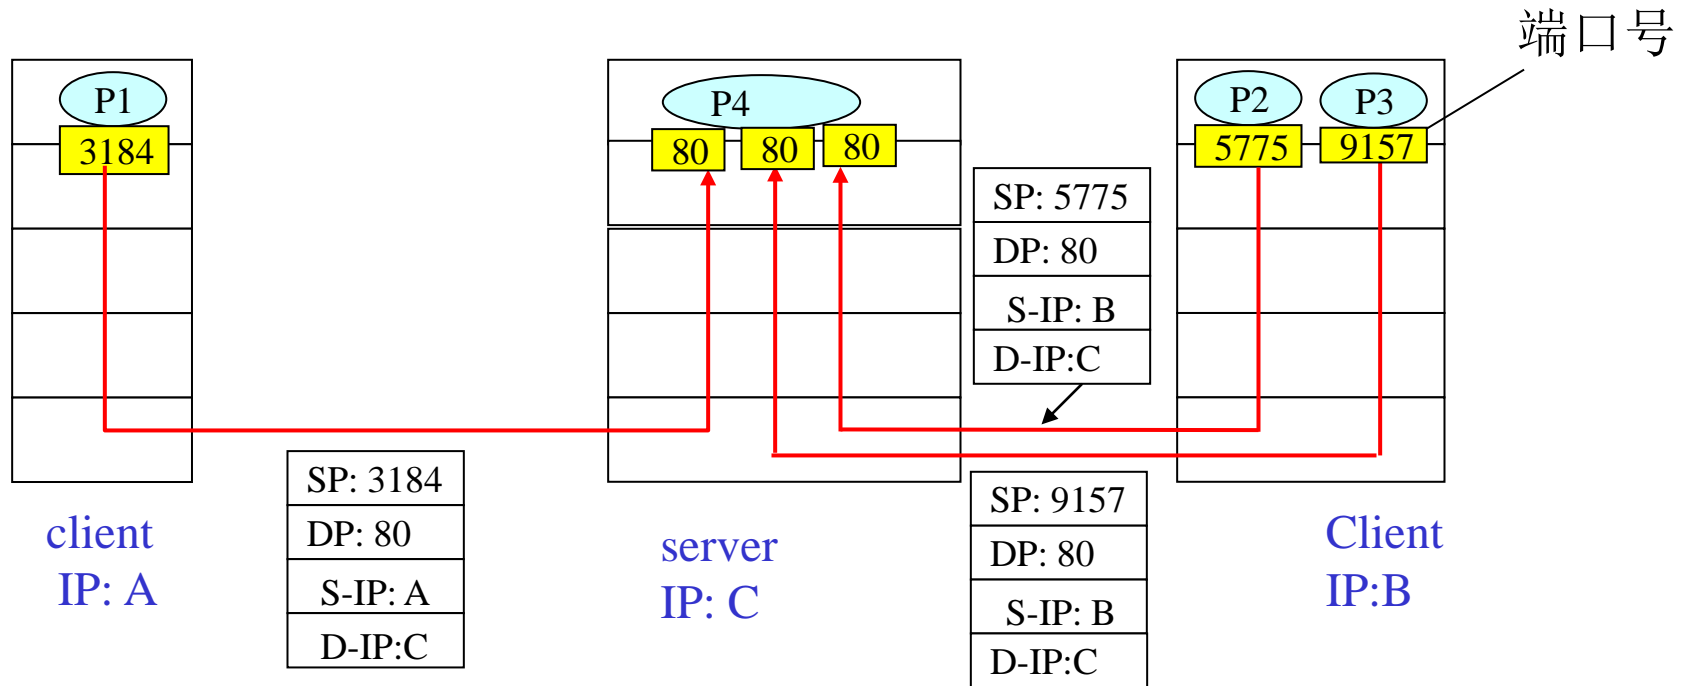 端口号
P1
3184
P4
80
80
80
P2
P3
5775
9157
SP: 5775
DP: 80
S-IP: B
D-IP:C
SP: 3184
DP: 80
S-IP: A
D-IP:C
SP: 9157
DP: 80
S-IP: B
D-IP:C
client
IP: A
server
IP: C
Client
IP:B